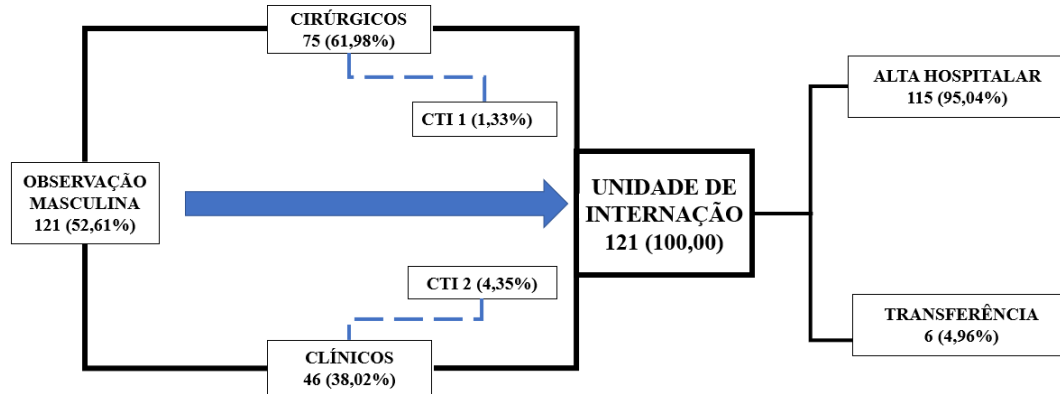 CIRÚRGICOS
75 (61,98%)
CTI 1 (1,33%)
OBSERVAÇÃO
MASCULINA
121 (52,61%)
UNIDADE DE
INTERNAÇÃO
121 (100,00)
CTI 2 (4,35%)
CLÍNICOS
46 (38,02%)
ALTA HOSPITALAR
115 (95,04%)
TRANSFERÊNCIA
6 (4,96%)